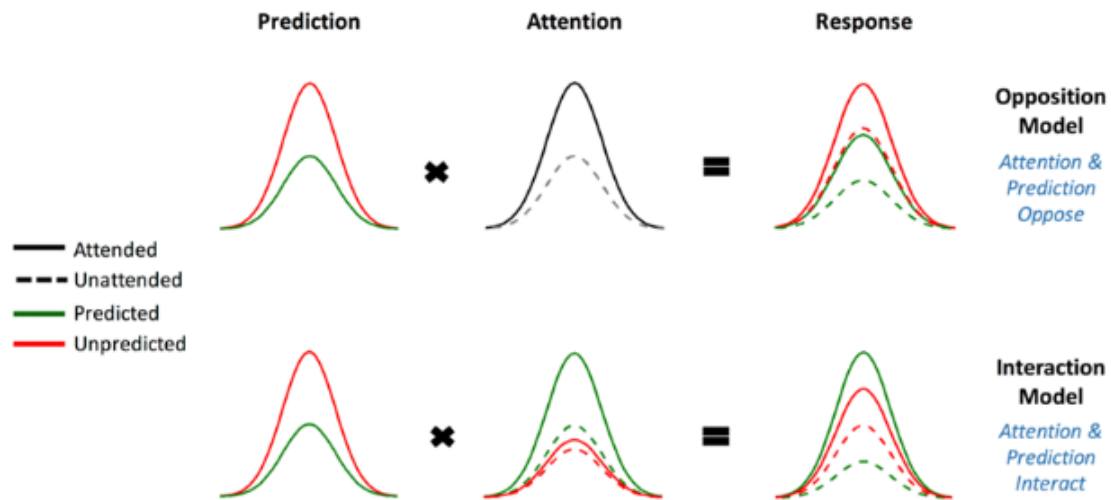 Prediction
Attention
Response
Opposition
Model
Attention &
Prediction
Oppose
Attended
Unattended
Predicted
Unpredicted
Interaction
Model
Attention &
Prediction
Interact